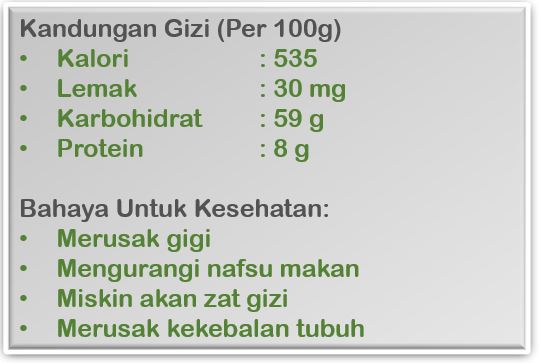 Kandungan Gizi (Per 100g)
• Kalori : 535
• Lemak : 30 mg
• Karbohidrat : 59 g
• Protein : 8 g
Bahaya Untuk Kesehatan:
• Merusak gigi
• Mengurangi nafsu makan
• Miskin akan zat gizi
• Merusak kekebalan tubuh